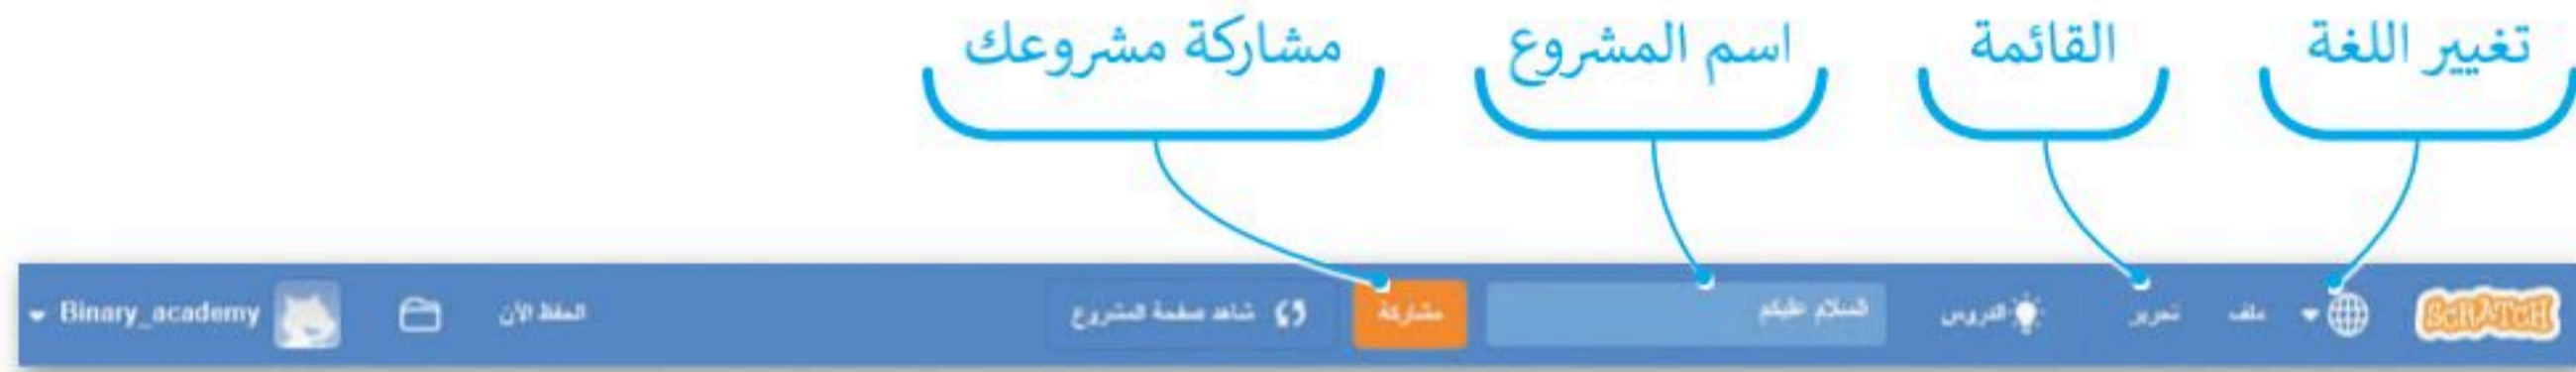 تغيير اللغة
القائمة
اسم المشروع
مشاركة مشروعك
SCRATCH
ملف
تحرير
الدروس
السلام عليكم
مشاركة
شاهد صفحة المشروع
احفظ الآن
Binary_academy